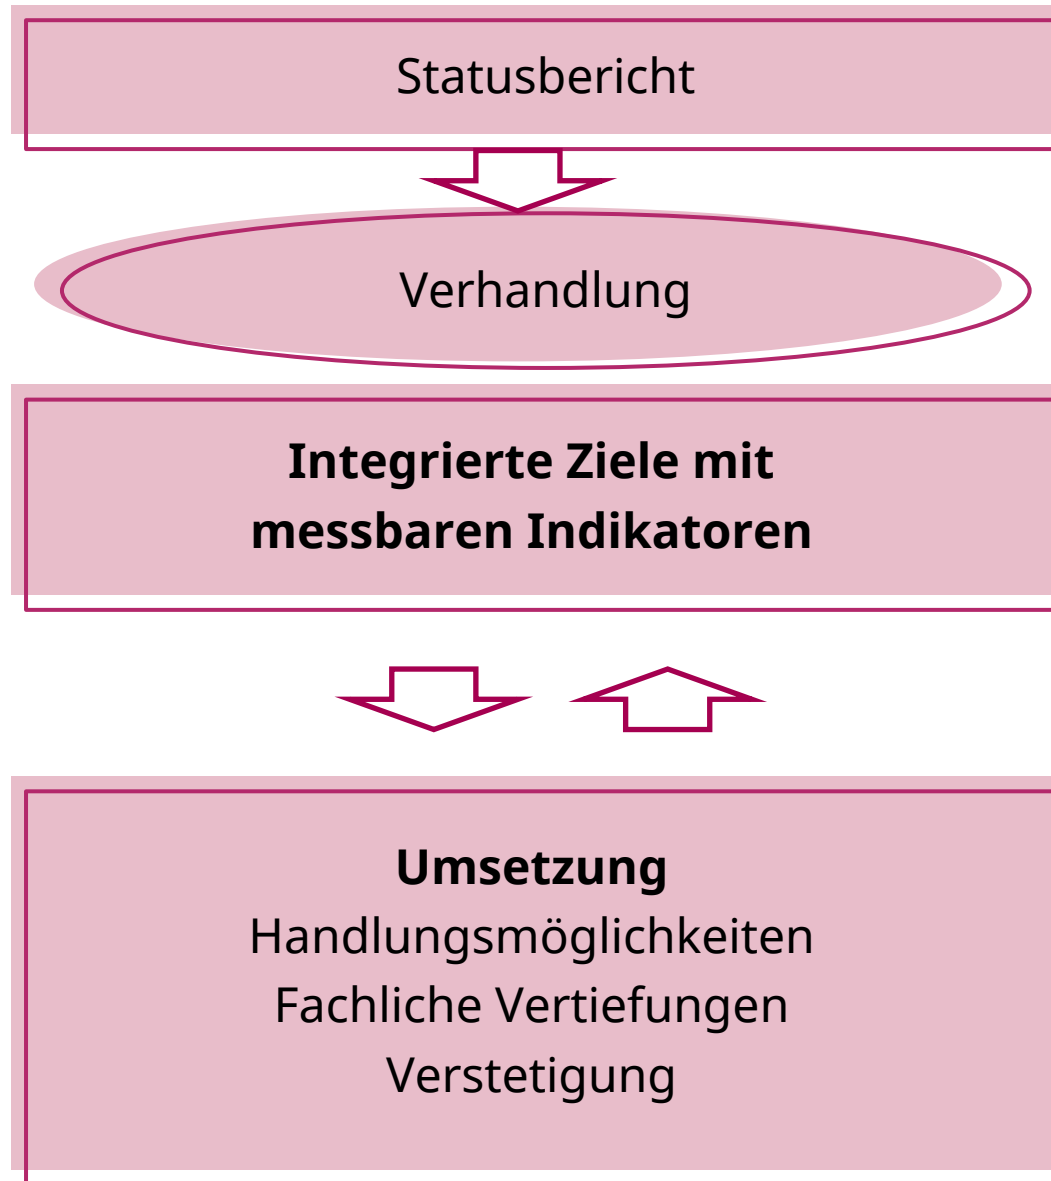 Statusbericht
Verhandlung
Integrierte Ziele mit
messbaren Indikatoren
Umsetzung
Handlungsmöglichkeiten
Fachliche Vertiefungen
Verstetigung